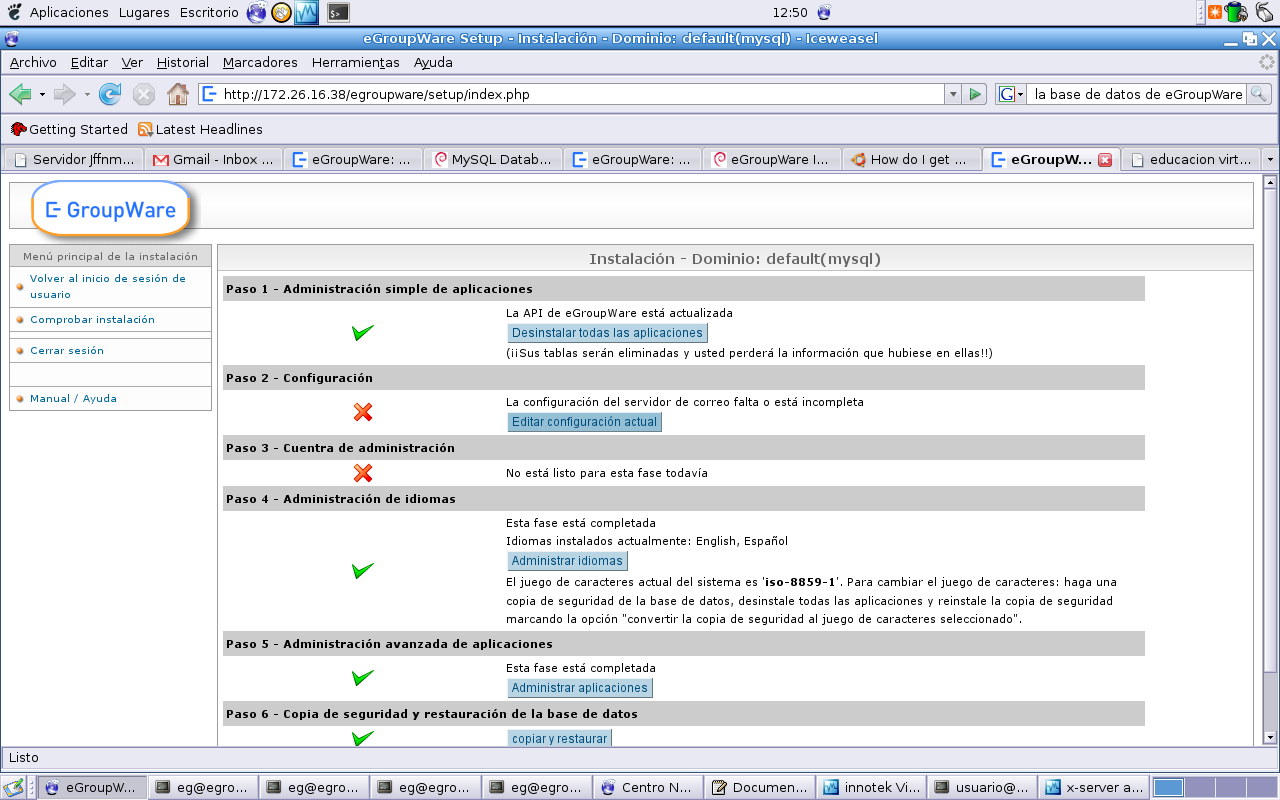 Aplicaciones Lugares Escritorio
12:50
eGroupWare Setup - Instalación - Dominio: default(mysql) - Iceweasel
Archivo Editar Ver Historial Marcadores Herramientas Ayuda
http://172.26.16.38/egroupware/setup/index.php
G
la base de datos de eGroupWare
Getting Started Latest Headlines
Servidor Jffnm...
Gmail - Inbox ...
eGroupWare: ...
MySQL Datab...
eGroupWare: ...
eGroupWare I...
How do I get ...
eGroupW...
educacion virt...
GroupWare
Menú principal de la instalación
Volver al inicio de sesión de
usuario
Comprobar instalación
Cerrar sesión
Manual / Ayuda
Instalación - Dominio: default(mysql)
Paso 1 - Administración simple de aplicaciones
La API de eGroupWare está actualizada
Desinstalar todas las aplicaciones
(¡¡Sus tablas serán eliminadas y usted perderá la información que hubiese en ellas!!)
Paso 2 - Configuración
La configuración del servidor de correo falta o está incompleta
Editar configuración actual
Paso 3 - Cuentra de administración
No está listo para esta fase todavía
Paso 4 - Administración de idiomas
Esta fase está completada
Idiomas instalados actualmente: English, Español
Administrar idiomas
El juego de caracteres actual del sistema es 'iso-8859-1'. Para cambiar el juego de caracteres: haga una
copia de seguridad de la base de datos, desinstale todas las aplicaciones y reinstale la copia de seguridad
marcando la opción "convertir la copia de seguridad al juego de caracteres seleccionado".
Paso 5 - Administración avanzada de aplicaciones
Esta fase está completada
Administrar aplicaciones
Paso 6 - Copia de seguridad y restauración de la base de datos
copiar y restaurar
Listo
eGroupW...
eg@egro...
eg@egro...
eg@egro...
eg@egro...
Centro N...
Documen...
innotek Vi...
usuario@...
x-server a...